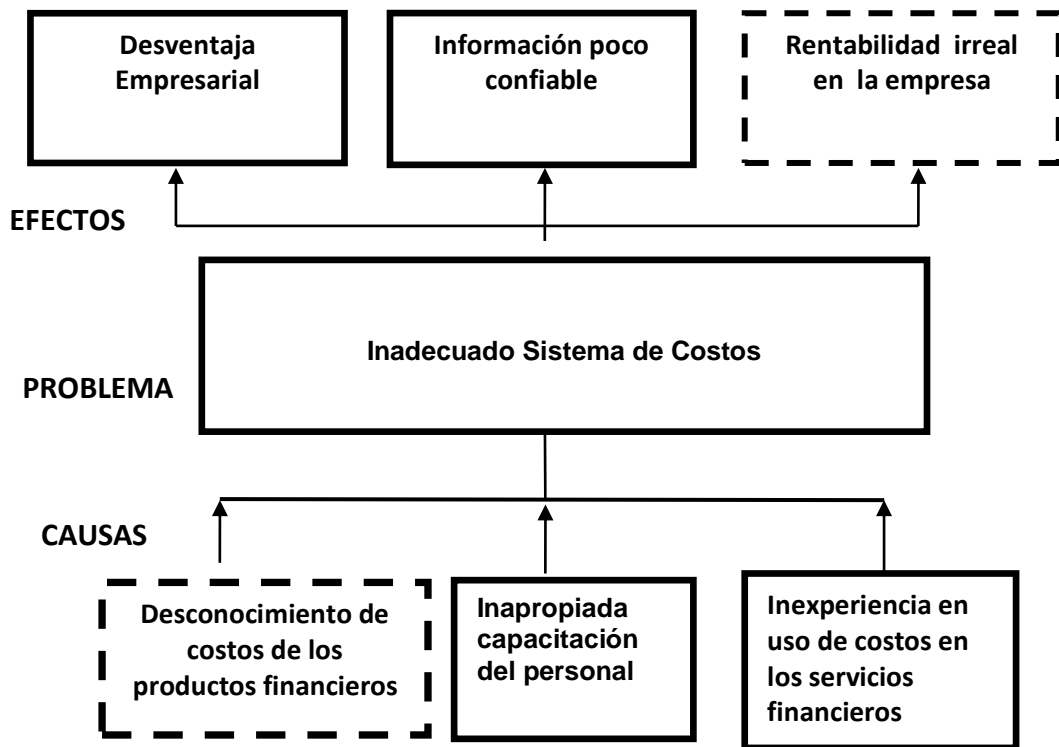 Desventaja
Empresarial
Información poco
confiable
Rentabilidad irreal
en la empresa
EFECTOS
Inadecuado Sistema de Costos
PROBLEMA
CAUSAS
Desconocimiento de
costos de los
productos financieros
Inapropiada
capacitación
del personal
Inexperiencia en
uso de costos en
los servicios
financieros